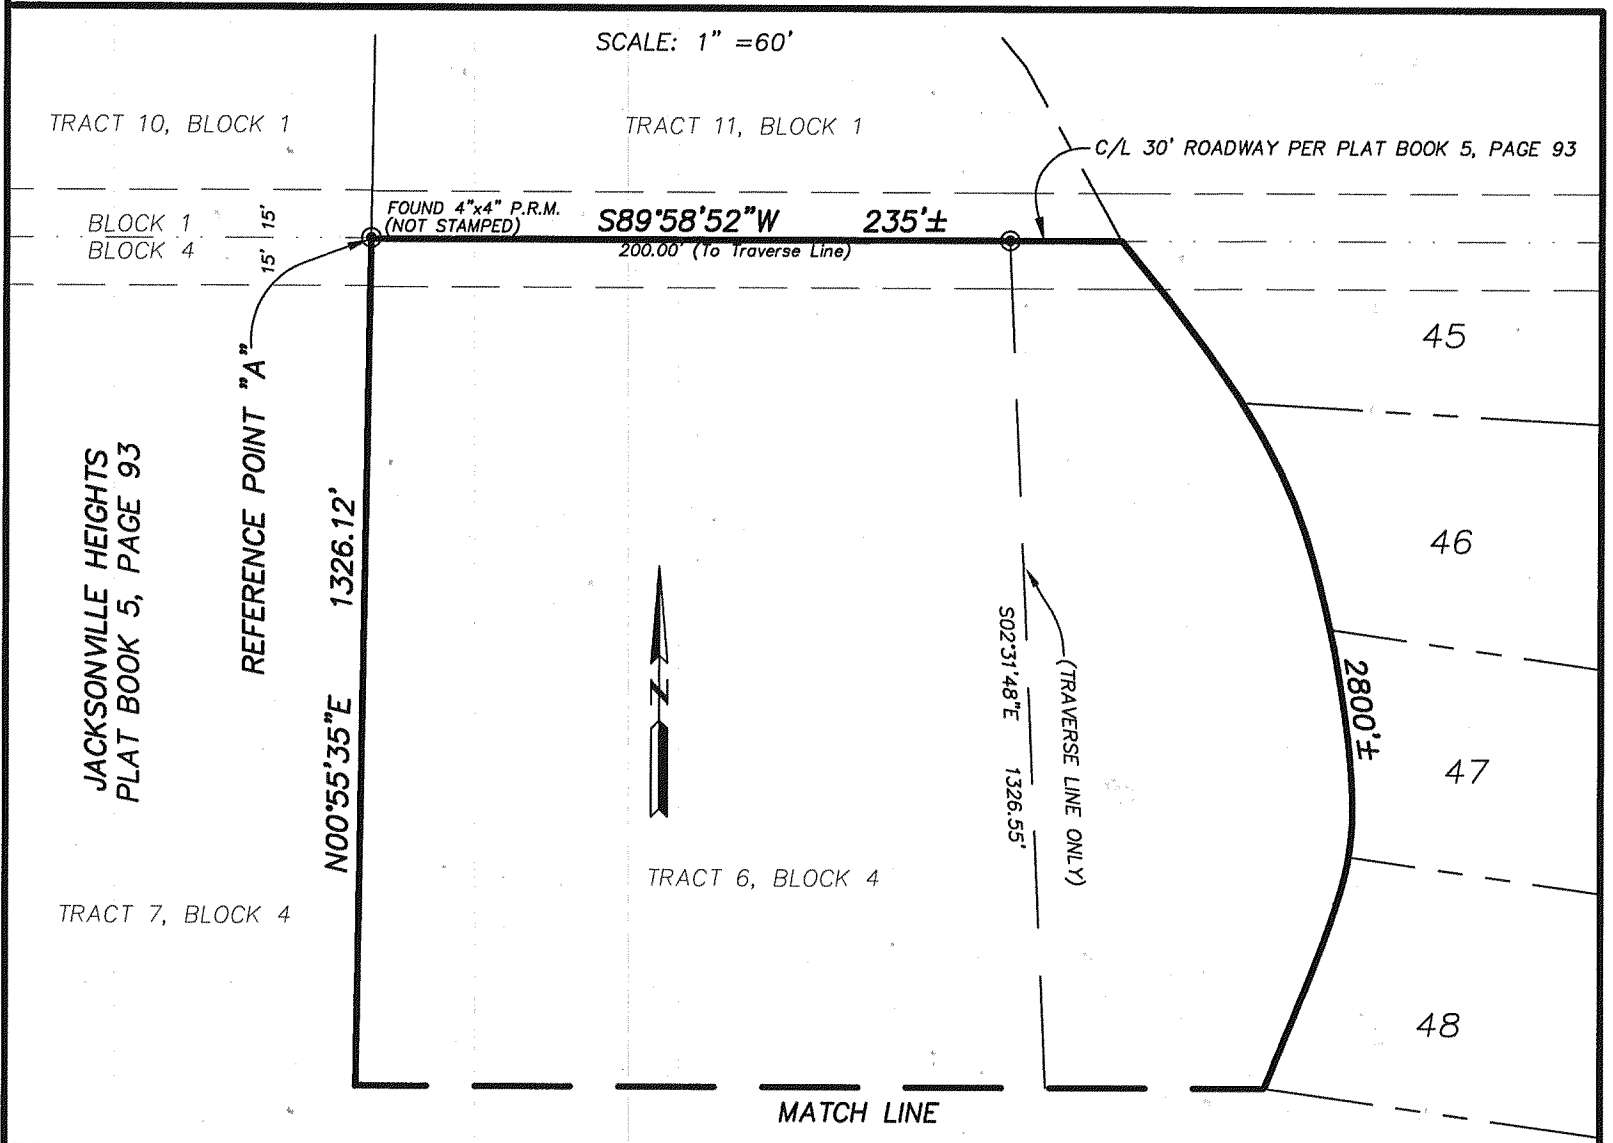 SCALE: 1" =60'
TRACT 10, BLOCK 1
TRACT 11, BLOCK 1
C/L 30' ROADWAY PER PLAT BOOK 5, PAGE 93
BLOCK 1
BLOCK 4
15'
15'
FOUND 4"x4" P.R.M.
(NOT STAMPED)
S89°58'52"W 235'±
200.00' (To Traverse Line)
REFERENCE POINT "A"
JACKSONVILLE HEIGHTS
PLAT BOOK 5, PAGE 93
N00°55'35"E 1326.12'
N
S02°31'48"E 1326.55'
(TRAVERSE LINE ONLY)
2800'±
45
46
47
48
TRACT 6, BLOCK 4
TRACT 7, BLOCK 4
MATCH LINE